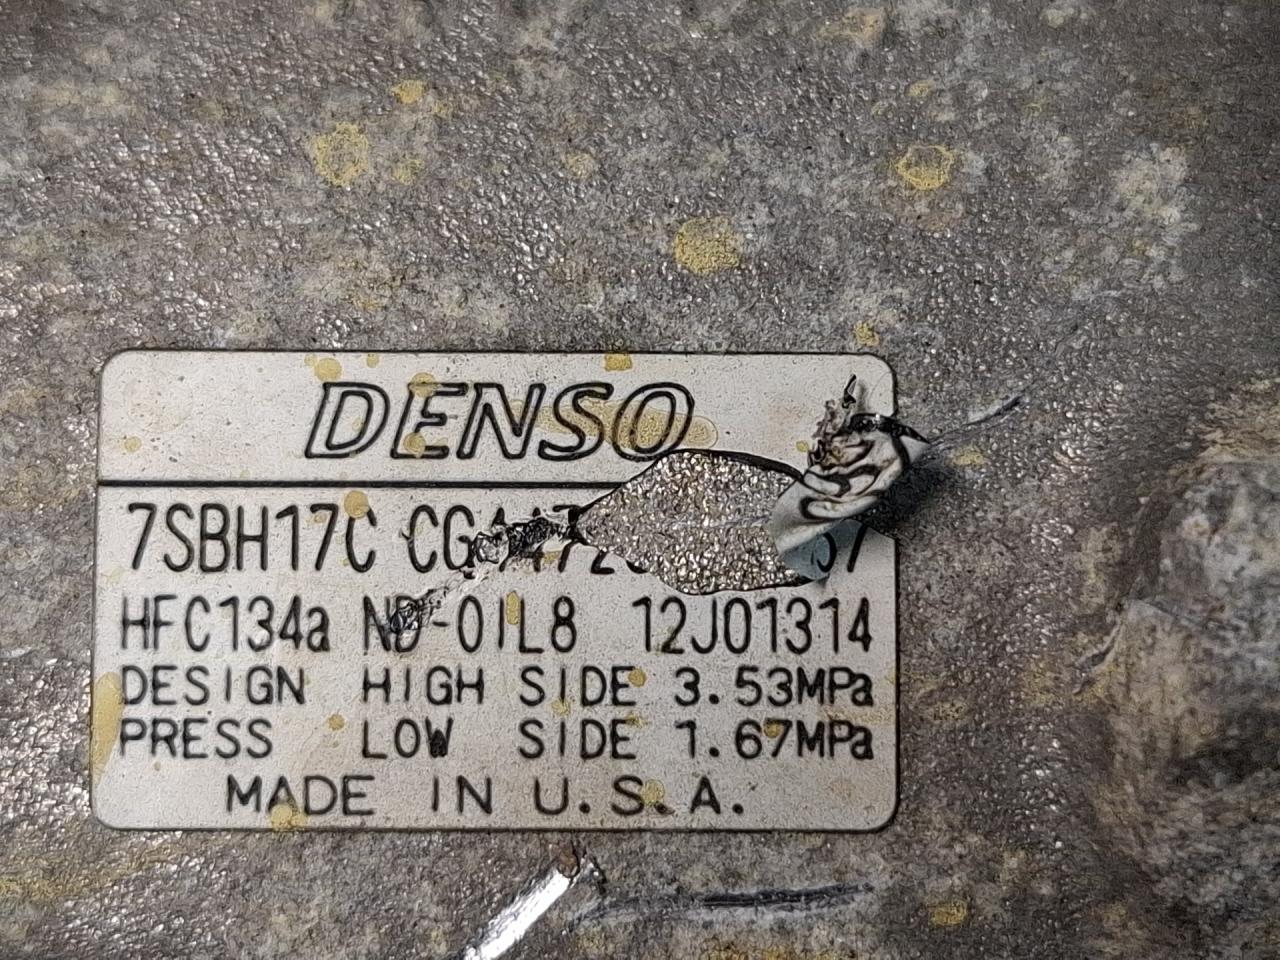 DENSO
7SBH17C
HFC134a ND-OIL8 12J01314
DESIGN HIGH SIDE 3.53MPa
PRESS LOW SIDE 1.67MPa
MADE IN U.S.A.